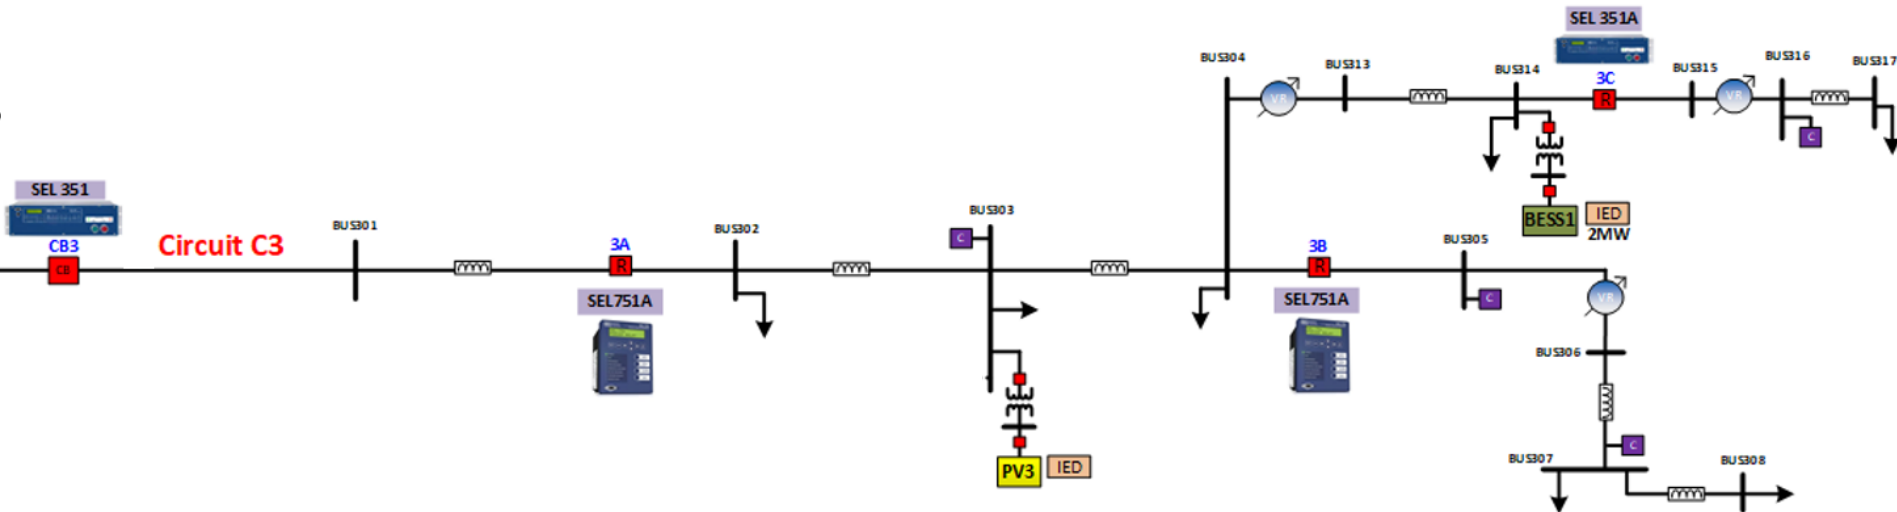 SEL 351A
BUS304
BUS313
BUS314
3C
R
BUS315
BUS316
BUS317
VR
VR
C
SEL 351
CB3
CB
Circuit C3
BUS301
3A
R
SEL751A
BUS302
BUS303
C
3B
R
SEL751A
BUS305
C
BESS1
IED
2MW
VR
BUS306
PV3
IED
C
BUS307
BUS308